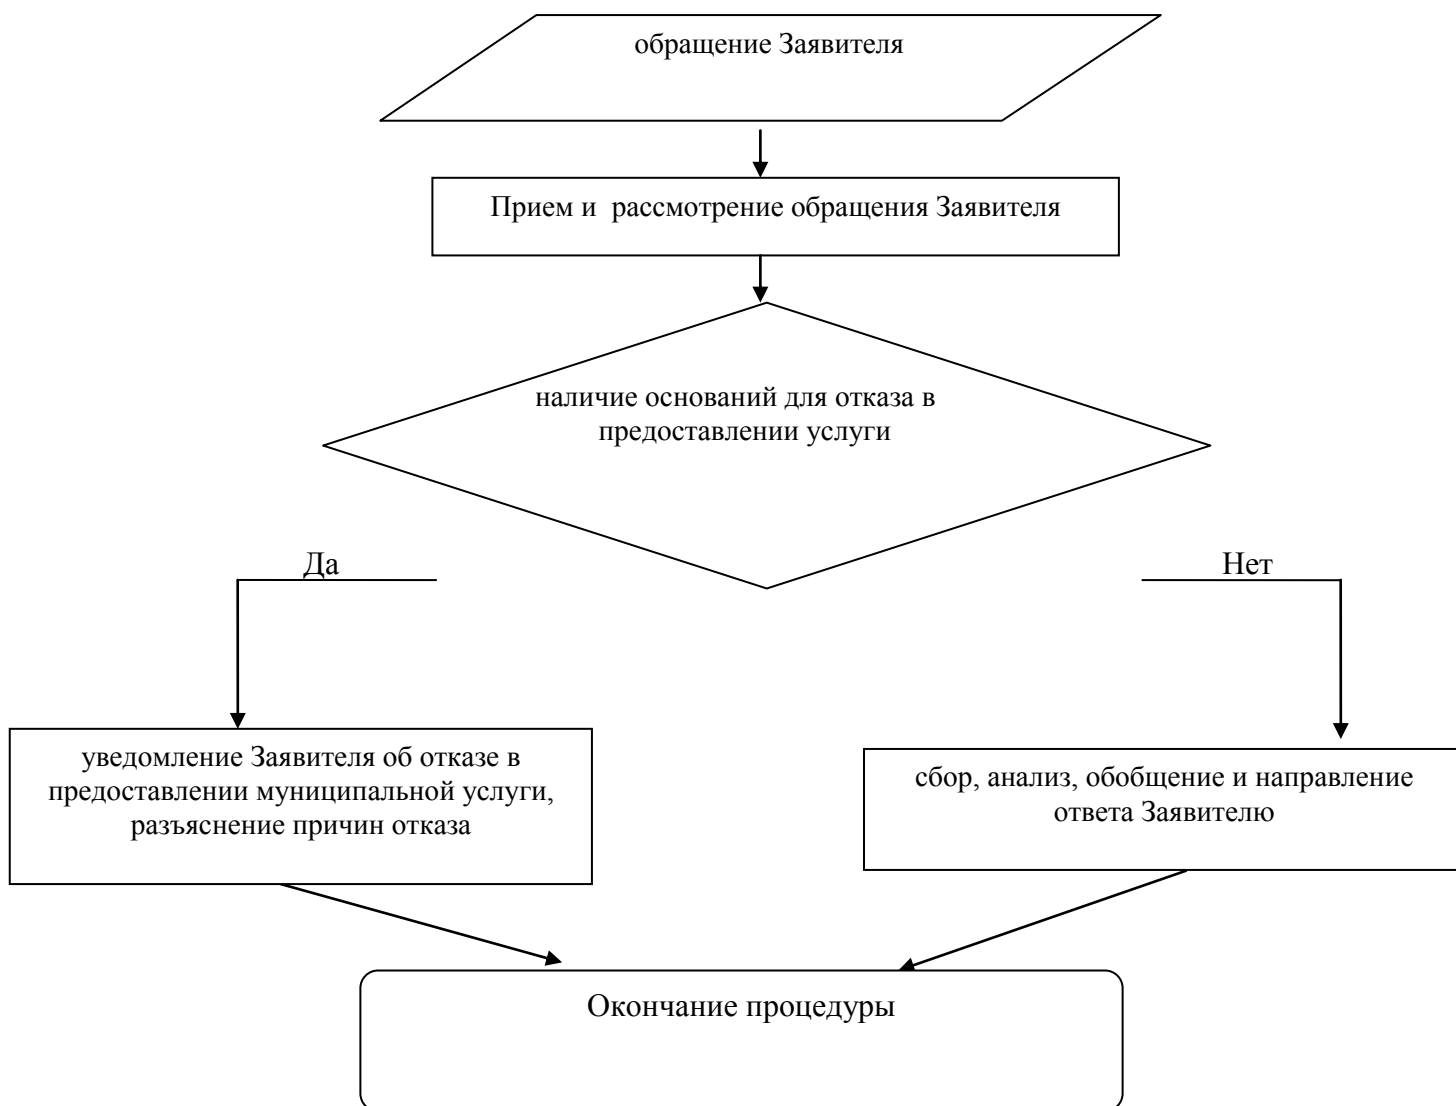 обращение Заявителя
Прием и  рассмотрение обращения Заявителя
наличие оснований для отказа в
предоставлении услуги
Да
Нет
уведомление Заявителя об отказе в
предоставлении муниципальной услуги,
разъяснение причин отказа
сбор, анализ, обобщение и направление
ответа Заявителю
Окончание процедуры